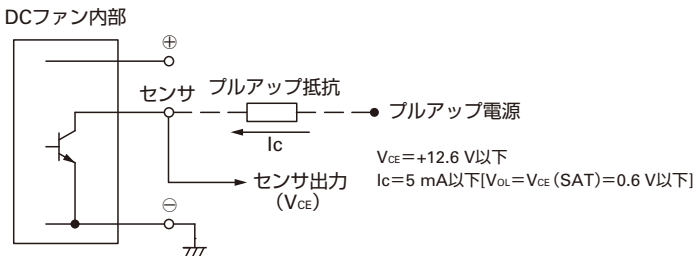 DCファン内部
⊕
センサ
プルアップ抵抗
プルアップ電源
Ic
VCE=+12.6 V以下
Ic=5 mA以下[VOL=VCE(SAT)=0.6 V以下]
センサ出力
(VCE)
⊖